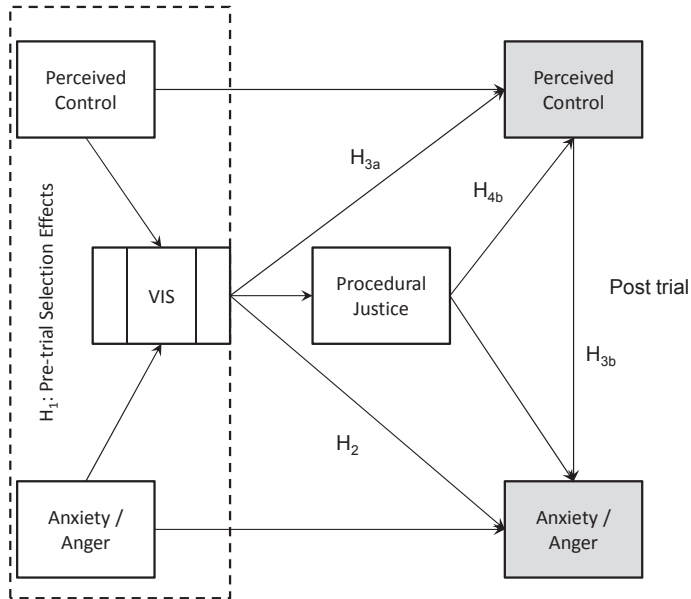 Perceived
Control
Perceived
Control
H3a
H4b
H1: Pre-trial Selection Effects
VIS
Procedural
Justice
Post trial
H3b
H2
Anxiety /
Anger
Anxiety /
Anger